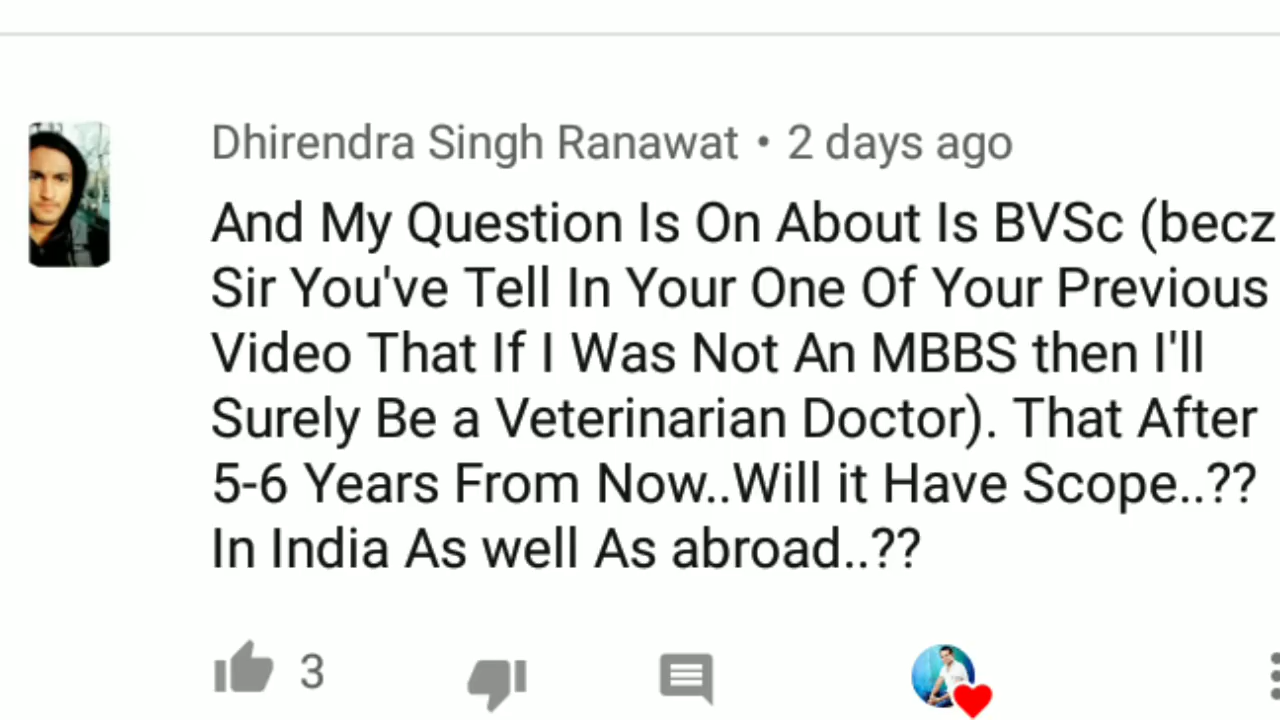 Dhirendra Singh Ranawat • 2 days ago
And My Question Is On About Is BVSc (becz
Sir You've Tell In Your One Of Your Previous
Video That If I Was Not An MBBS then I'll
Surely Be a Veterinarian Doctor). That After
5-6 Years From Now..Will it Have Scope..??
In India As well As abroad..??
3